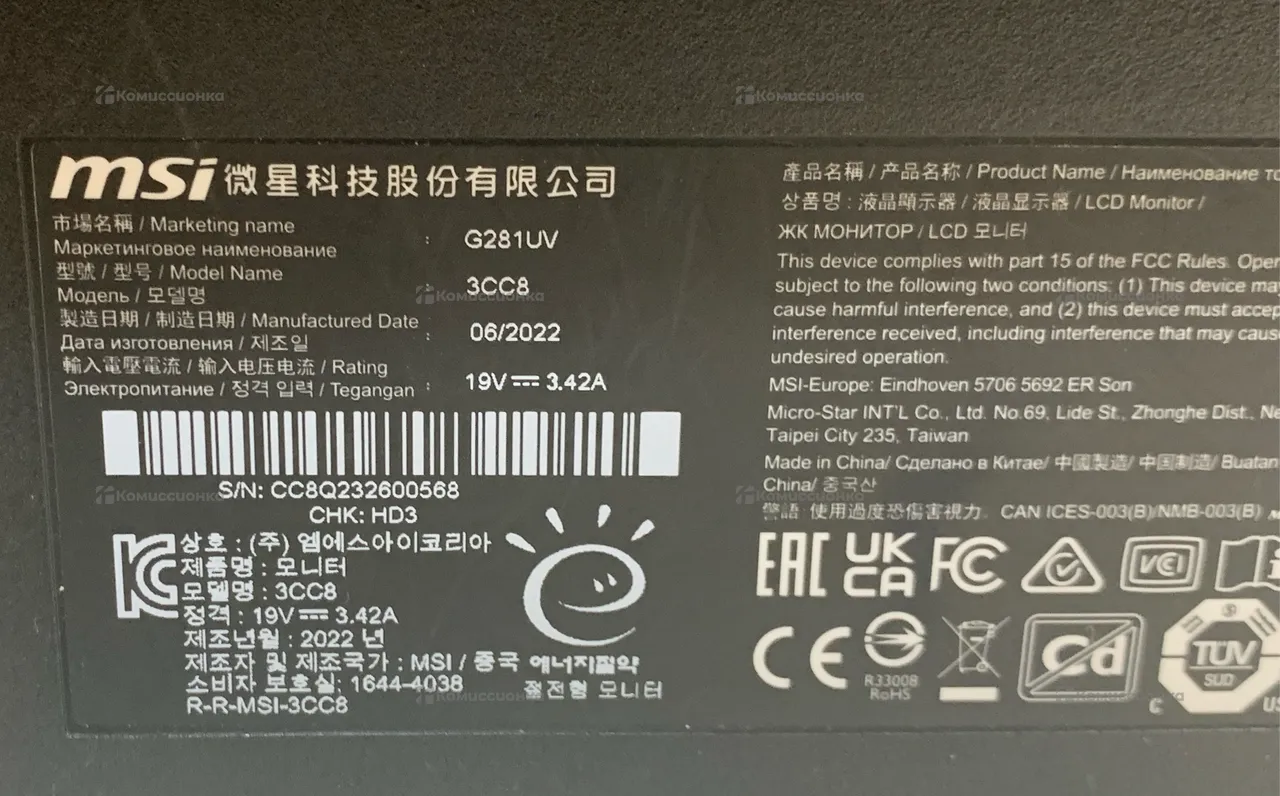 msi 微星科技股份有限公司
市場名稱 / Marketing name
Маркетинговое наименование : G281UV
型號 / 型号 / Model Name
Модель / 모델명 : 3CC8
製造日期 / 制造日期 / Manufactured Date
Дата изготовления / 제조일 : 06/2022
輸入電壓電流 / 输入电压电流 / Rating
Электропитание / 정격 입력 / Tegangan : 19V⎓3.42A
S/N: CC8Q232600568
CHK: HD3
상호 : (주) 엠에스아이코리아
제품명 : 모니터
모델명 : 3CC8
정격 : 19V⎓3.42A
제조년월 : 2022 년
제조자 및 제조국가 : MSI / 중국
소비자 보호실: 1644-4038
R-R-MSI-3CC8
에너지절약
절전형 모니터
產品名稱 / 产品名称 / Product Name / Наименование то
상품명 : 液晶顯示器 / 液晶显示器 / LCD Monitor /
ЖК МОНИТОР / LCD 모니터
This device complies with part 15 of the FCC Rules. Oper
subject to the following two conditions: (1) This device may
cause harmful interference, and (2) this device must accep
interference received, including interference that may caus
undesired operation.
MSI-Europe: Eindhoven 5706 5692 ER Son
Micro-Star INT'L Co., Ltd. No.69, Lide St., Zhonghe Dist., Ne
Taipei City 235, Taiwan
Made in China/ Сделано в Китае/ 中國製造/ 中国制造/ Buatan
China/ 중국산
警語 使用過度恐傷害視力 CAN ICES-003(B)/NMB-003(B)
EAC UK CA FC VCCI
CE R33008 RoHS Cd TÜV SÜD
C US
Комиссионка
Комиссионка
Комиссионка
Комиссионка
Комиссионка
Комиссионка